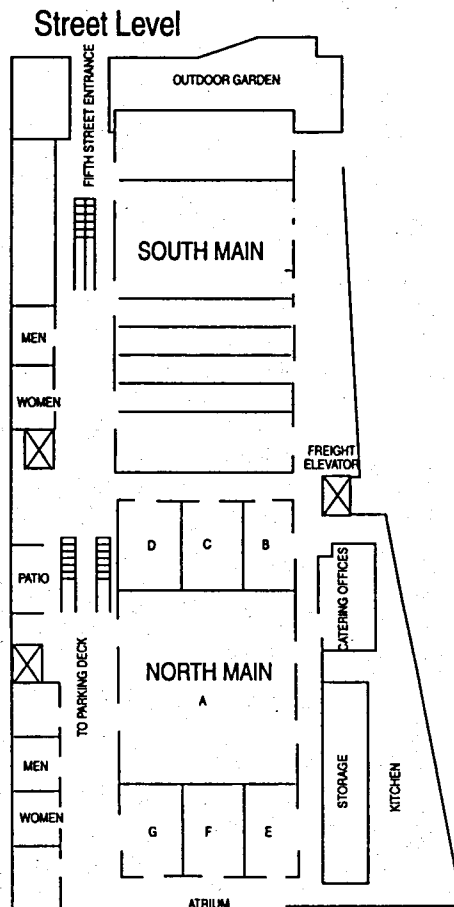 Street Level
OUTDOOR GARDEN
FIFTH STREET ENTRANCE
SOUTH MAIN
MEN
WOMEN
FREIGHT
ELEVATOR
D
C
B
PATIO
CATERING OFFICES
NORTH MAIN
A
TO PARKING DECK
MEN
STORAGE
KITCHEN
WOMEN
G
F
E
ATRIUM